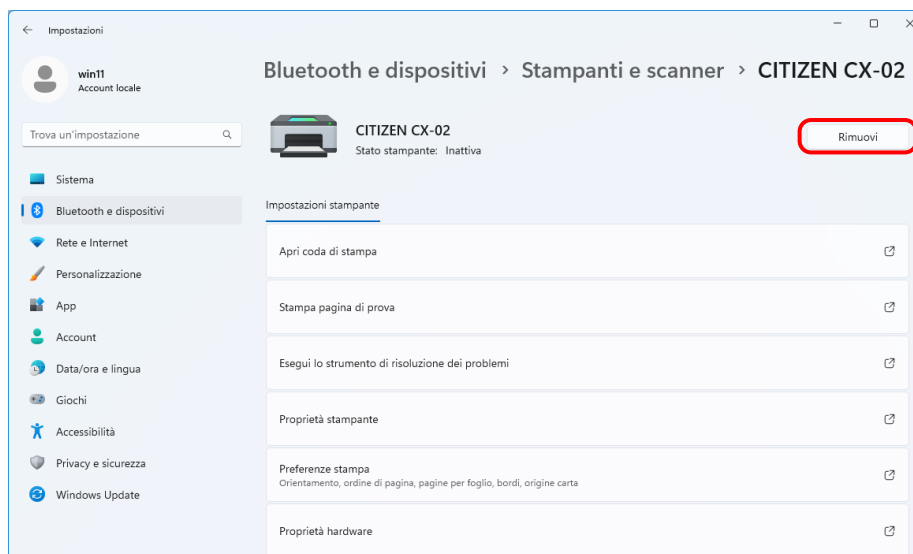 Impostazioni
win11
Account locale
Trova un'impostazione
Sistema
Bluetooth e dispositivi
Rete e Internet
Personalizzazione
App
Account
Data/ora e lingua
Giochi
Accessibilità
Privacy e sicurezza
Windows Update
Bluetooth e dispositivi > Stampanti e scanner > CITIZEN CX-02
CITIZEN CX-02
Stato stampante: Inattiva
Rimuovi
Impostazioni stampante
Apri coda di stampa
Stampa pagina di prova
Esegui lo strumento di risoluzione dei problemi
Proprietà stampante
Preferenze stampa
Orientamento, ordine di pagina, pagine per foglio, bordi, origine carta
Proprietà hardware